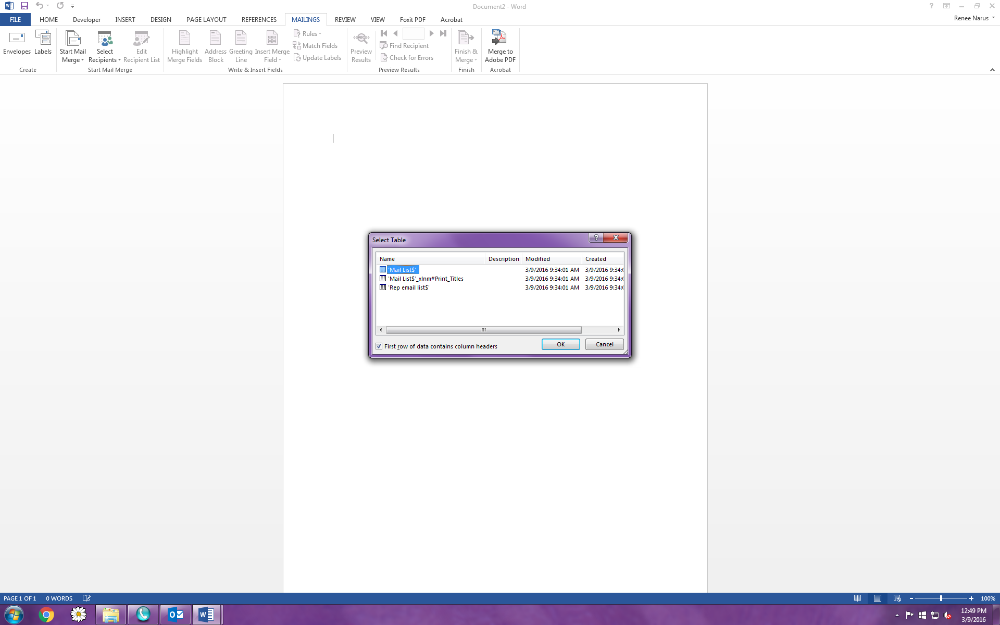 Document2 - Word
?
FILE HOME Developer INSERT DESIGN PAGE LAYOUT REFERENCES MAILINGS REVIEW VIEW Foxit PDF Acrobat Renee Narus
Envelopes Labels
Start Mail Merge
Select Recipients
Edit Recipient List
Highlight Merge Fields
Address Block
Greeting Line
Insert Merge Field
Rules
Match Fields
Update Labels
ABC
Preview Results
Find Recipient
Check for Errors
Finish & Merge
Merge to Adobe PDF
Create Start Mail Merge Write & Insert Fields Preview Results Finish Acrobat
Select Table
?
Name Description Modified Created
'Mail List$' 3/9/2016 9:34:01 AM 3/9/2016 9:34:0
'Mail List$'_xlnm#Print_Titles 3/9/2016 9:34:01 AM 3/9/2016 9:34:0
'Rep email list$' 3/9/2016 9:34:01 AM 3/9/2016 9:34:0
First row of data contains column headers
OK Cancel
PAGE 1 OF 1 0 WORDS 100%
12:49 PM
3/9/2016